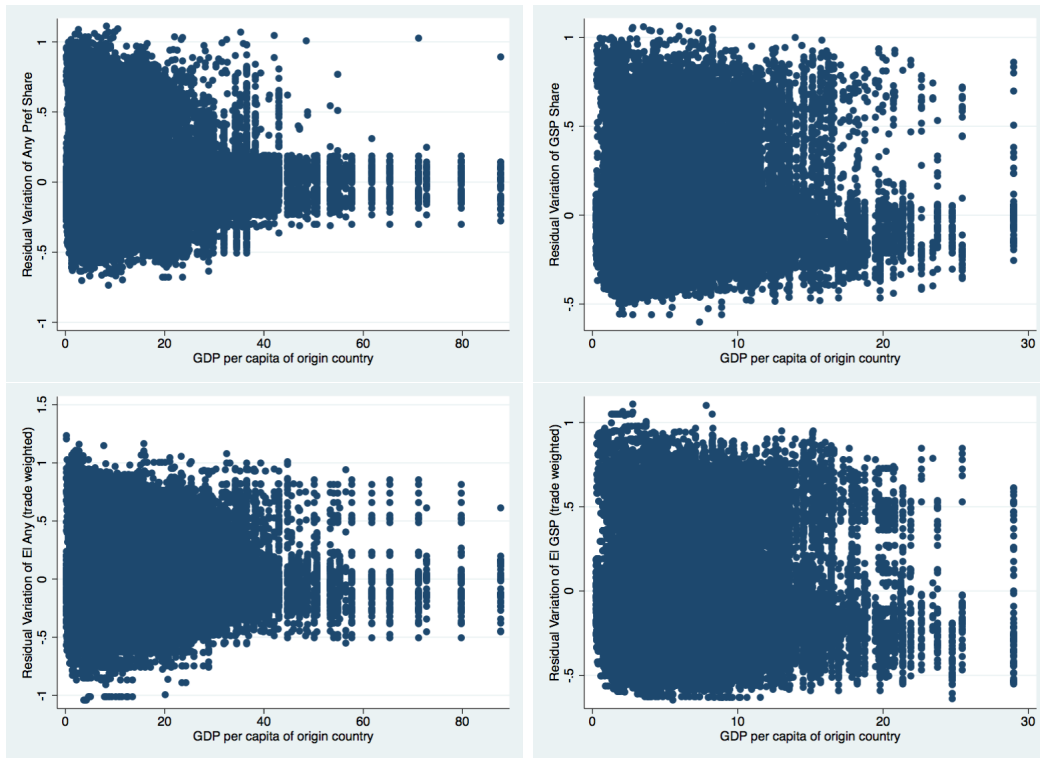 Residual Variation of Any Pref Share
1
.5
0
-.5
-1
0 20 40 60 80
GDP per capita of origin country
Residual Variation of GSP Share
1
.5
0
-.5
0 10 20 30
GDP per capita of origin country
Residual Variation of EI Any (trade weighted)
1.5
1
.5
0
-.5
-1
0 20 40 60 80
GDP per capita of origin country
Residual Variation of EI GSP (trade weighted)
1
.5
0
-.5
0 10 20 30
GDP per capita of origin country